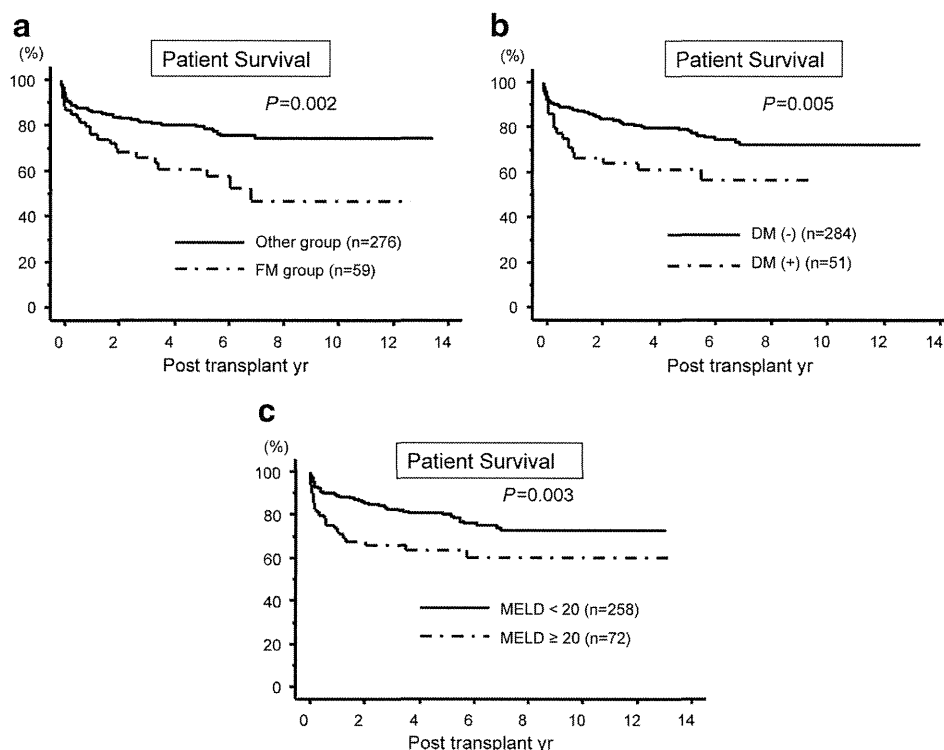 a
(%)
Patient Survival
P=0.002
100
80
60
40
20
0
Other group (n=276)
FM group (n=59)
0 2 4 6 8 10 12 14
Post transplant yr
b
(%)
Patient Survival
P=0.005
100
80
60
40
20
0
DM (-) (n=284)
DM (+) (n=51)
0 2 4 6 8 10 12 14
Post transplant yr
c
(%)
Patient Survival
P=0.003
100
80
60
40
20
0
MELD < 20 (n=258)
MELD ≥ 20 (n=72)
0 2 4 6 8 10 12 14
Post transplant yr